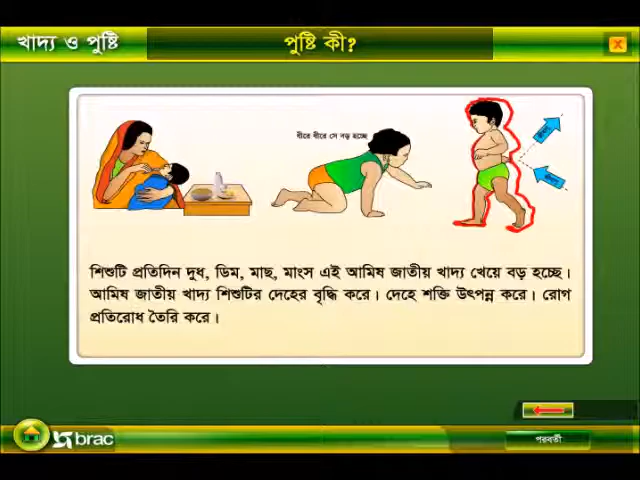 খাদ্য ও পুষ্টি
পুষ্টি কী?
x
ধীরে ধীরে সে বড় হচ্ছে
শিশুটি প্রতিদিন দুধ, ডিম, মাছ, মাংস এই আমিষ জাতীয় খাদ্য খেয়ে বড় হচ্ছে।
আমিষ জাতীয় খাদ্য শিশুটির দেহের বৃদ্ধি করে। দেহে শক্তি উৎপন্ন করে। রোগ
প্রতিরোধ তৈরি করে।
brac
পরবর্তী